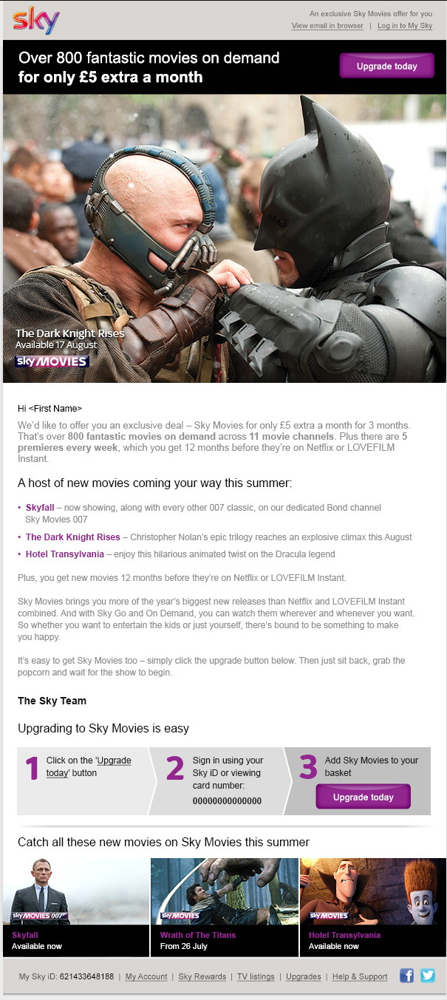 sky
An exclusive Sky Movies offer for you
View email in browser | Log in to My Sky
Over 800 fantastic movies on demand
for only £5 extra a month
Upgrade today
The Dark Knight Rises
Available 17 August
sky MOVIES
Hi <First Name>
We'd like to offer you an exclusive deal – Sky Movies for only £5 extra a month for 3 months.
That's over 800 fantastic movies on demand across 11 movie channels. Plus there are 5
premieres every week, which you get 12 months before they're on Netflix or LOVEFILM
Instant.
A host of new movies coming your way this summer:
• Skyfall – now showing, along with every other 007 classic, on our dedicated Bond channel
Sky Movies 007
• The Dark Knight Rises – Christopher Nolan's epic trilogy reaches an explosive climax this August
• Hotel Transylvania – enjoy this hilarious animated twist on the Dracula legend
Plus, you get new movies 12 months before they're on Netflix or LOVEFILM Instant.
Sky Movies brings you more of the year's biggest new releases than Netflix and LOVEFiLM Instant
combined. And with Sky Go and On Demand, you can watch them wherever and whenever you want.
So whether you want to entertain the kids or just yourself, there's bound to be something to make
you happy.
It's easy to get Sky Movies too – simply click the upgrade button below. Then just sit back, grab the
popcorn and wait for the show to begin.
The Sky Team
Upgrading to Sky Movies is easy
1 Click on the 'Upgrade
today' button
2 Sign in using your
Sky iD or viewing
card number:
00000000000000
3 Add Sky Movies to your
basket
Upgrade today
Catch all these new movies on Sky Movies this summer
sky MOVIES 007
Skyfall
Available now
sky MOVIES
Wrath of The Titans
From 26 July
sky MOVIES
Hotel Transylvania
Available now
My Sky iD: 621433648188 | My Account | Sky Rewards | TV listings | Upgrades | Help & Support